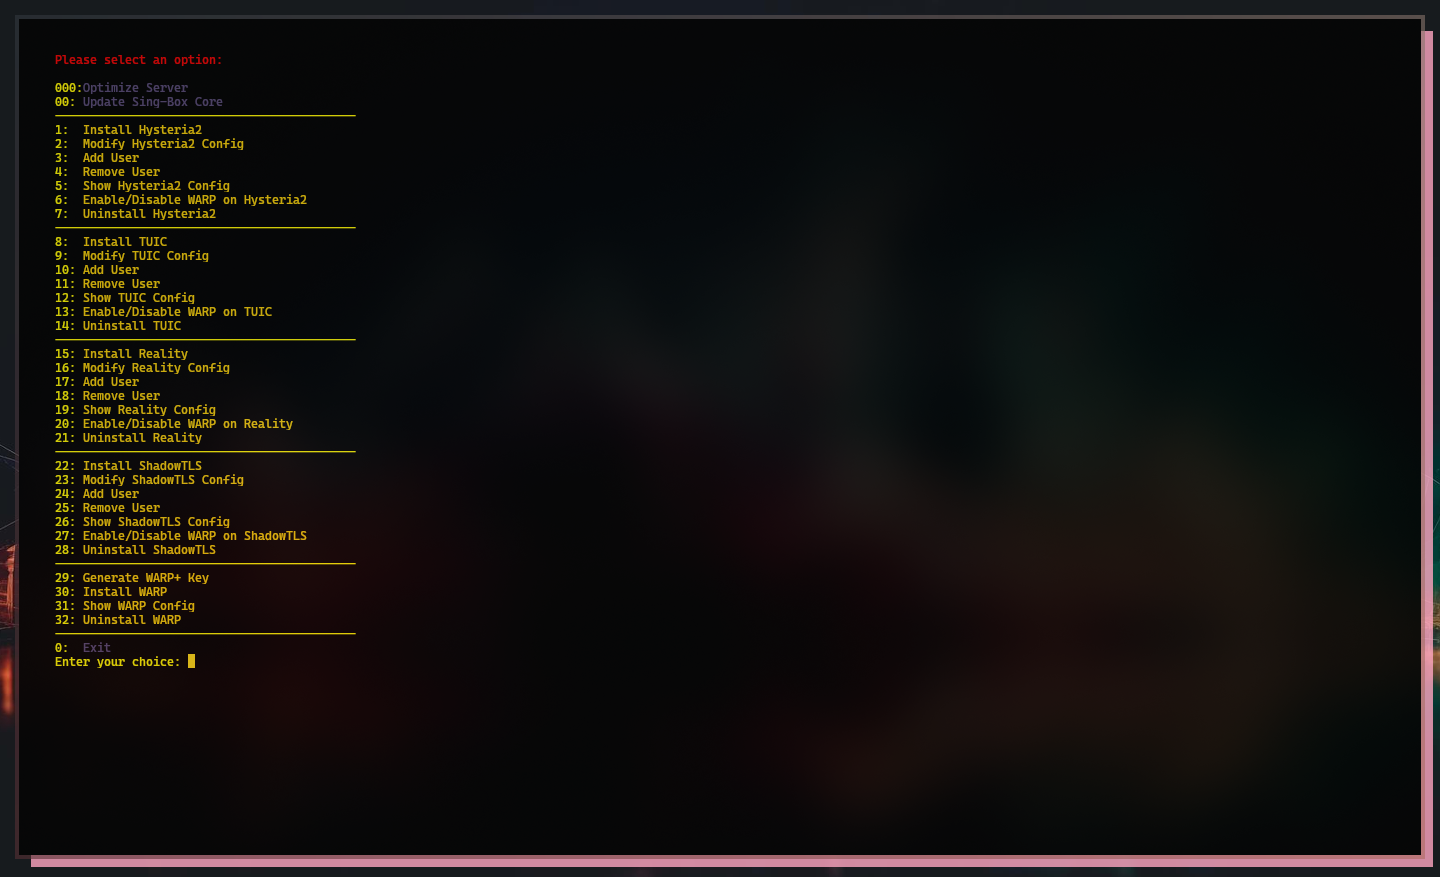 Please select an option:
000:Optimize Server
00: Update Sing-Box Core
1: Install Hysteria2
2: Modify Hysteria2 Config
3: Add User
4: Remove User
5: Show Hysteria2 Config
6: Enable/Disable WARP on Hysteria2
7: Uninstall Hysteria2
8: Install TUIC
9: Modify TUIC Config
10: Add User
11: Remove User
12: Show TUIC Config
13: Enable/Disable WARP on TUIC
14: Uninstall TUIC
15: Install Reality
16: Modify Reality Config
17: Add User
18: Remove User
19: Show Reality Config
20: Enable/Disable WARP on Reality
21: Uninstall Reality
22: Install ShadowTLS
23: Modify ShadowTLS Config
24: Add User
25: Remove User
26: Show ShadowTLS Config
27: Enable/Disable WARP on ShadowTLS
28: Uninstall ShadowTLS
29: Generate WARP+ Key
30: Install WARP
31: Show WARP Config
32: Uninstall WARP
0: Exit
Enter your choice: